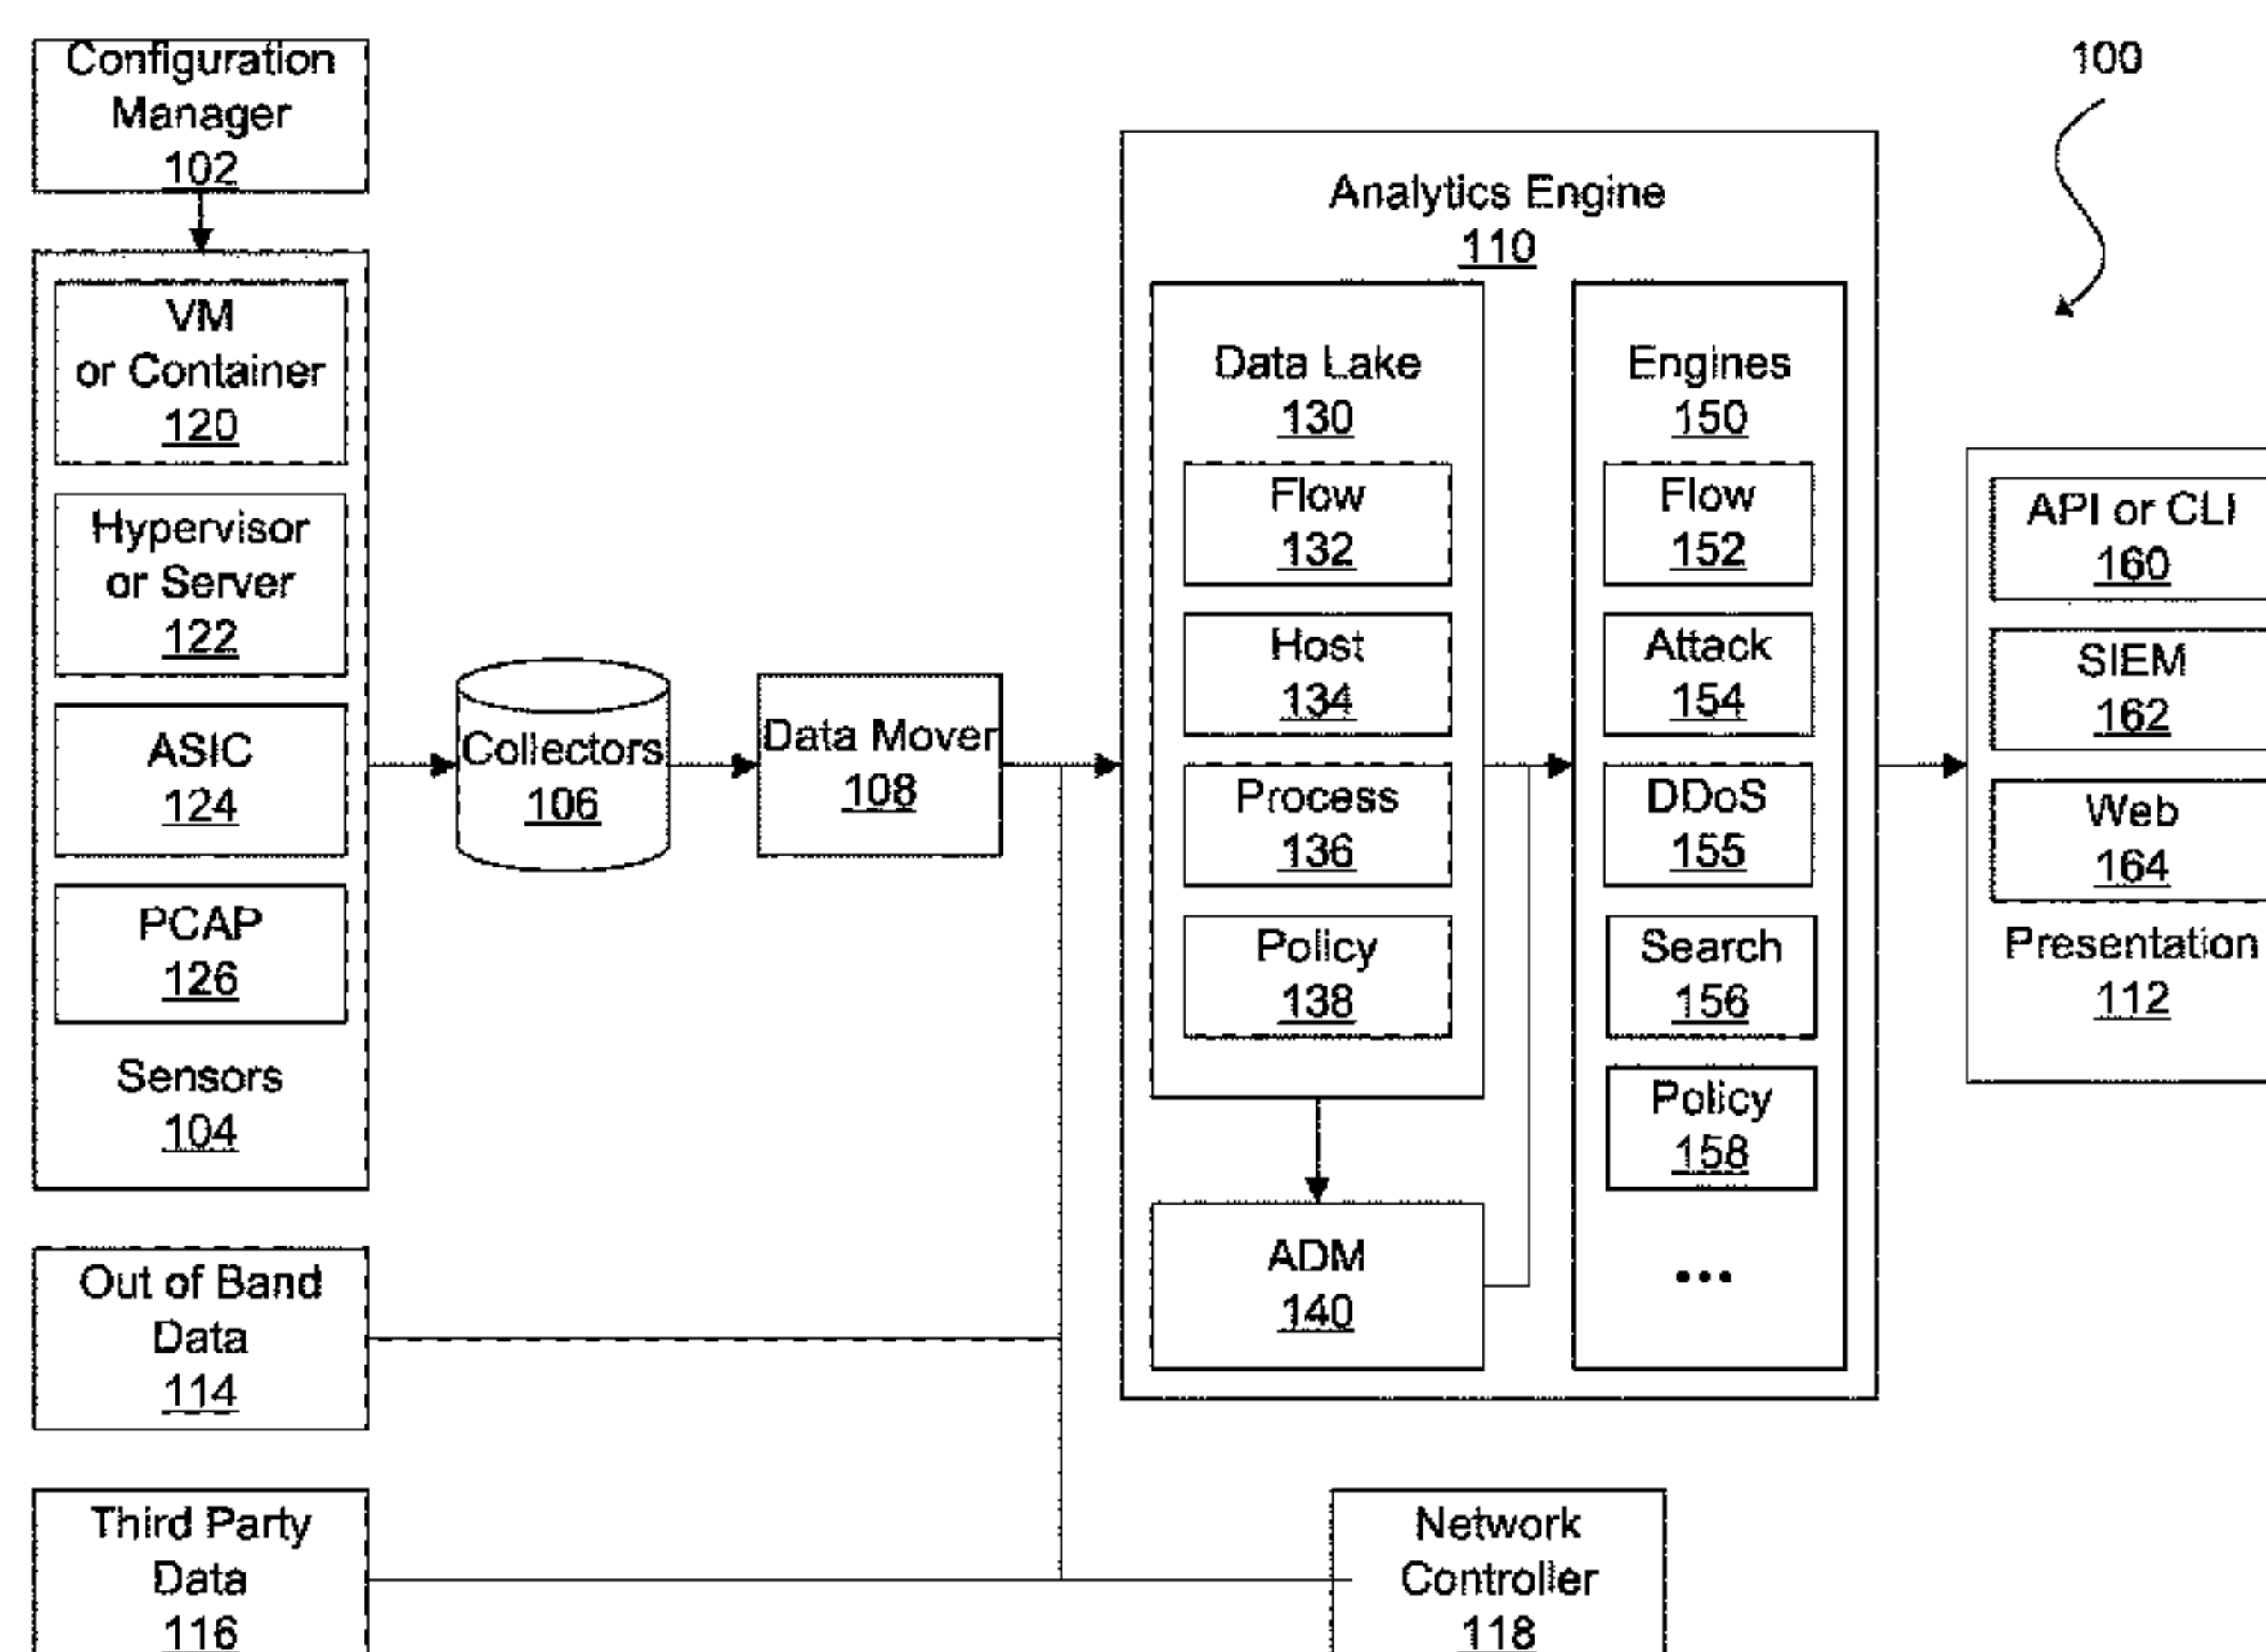 Configuration
Manager
102
VM
or Container
120
Hypervisor
or Server
122
ASIC
124
PCAP
126
Sensors
104
Out of Band
Data
114
Third Party
Data
116
Collectors
106
Data Mover
108
Analytics Engine
110
Data Lake
130
Flow
132
Host
134
Process
136
Policy
138
ADM
140
Engines
150
Flow
152
Attack
154
DDoS
155
Search
156
Policy
158
•••
Network
Controller
118
100
API or CLI
160
SIEM
162
Web
164
Presentation
112